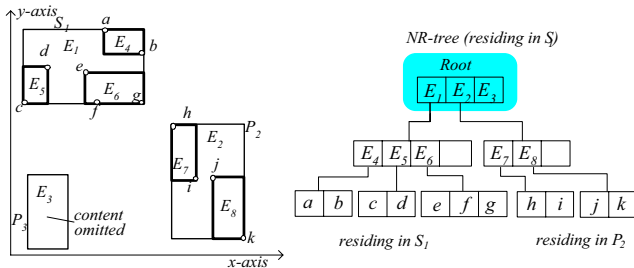 y-axis
S1
a
E1
E4
b
d
e
E5
E6
c
f
g
h
E2
P2
E7
j
i
E8
E3
P3
content
omitted
k
x-axis
NR-tree (residing in S1)
Root
E1 E2 E3
E4 E5 E6 E7 E8
a b c d e f g h i j k
residing in S1 residing in P2